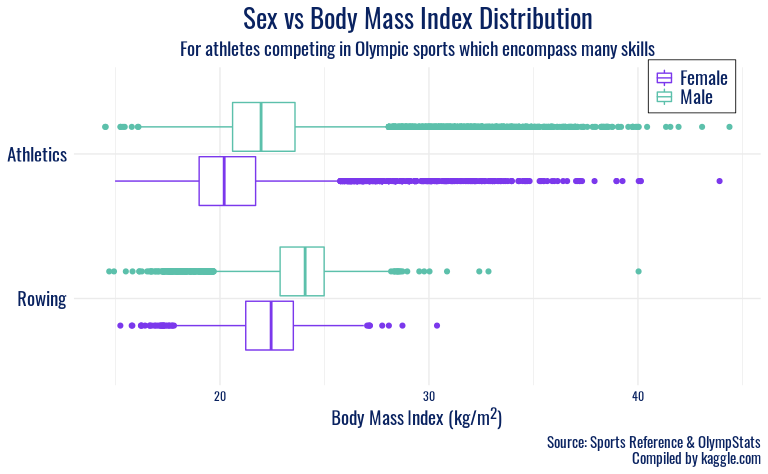 Sex vs Body Mass Index Distribution
For athletes competing in Olympic sports which encompass many skills
Female
Male
Athletics
Rowing
20 30 40
Body Mass Index (kg/m²)
Source: Sports Reference & OlympStats
Compiled by kaggle.com